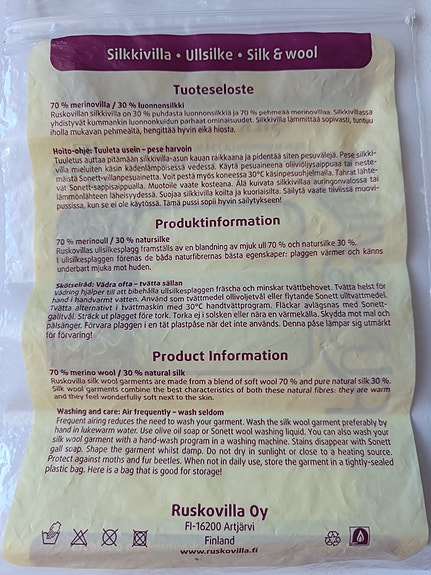 Silkkivilla • Ullsilke • Silk & wool
Tuoteseloste
70 % merinovilla / 30 % luonnonsilkki
Ruskovillan silkkivilla on 30 % puhdasta luonnonsilkkiä ja 70 % pehmeää merinovillaa. Silkkivillassa
yhdistyvät kummankin luonnonkuidun parhaat ominaisuudet. Silkkivilla lämmittää sopivasti, tuntuu
iholla mukavan pehmeältä, hengittää hyvin eikä hiosta.
Hoito-ohje: Tuuleta usein – pese harvoin
Tuuletus auttaa pitämään silkkivilla-asun kauan raikkaana ja pidentää siten pesuvälejä. Pese silkki-
villa mieluiten käsin kädenlämpöisessä vedessä. Käytä pesuaineena oliiviöljysaippuaa tai neste-
mäistä Sonett-villanpesuainetta. Voit pestä myös koneessa 30°C käsinpesuohjelmalla. Tahrat lähte-
vät Sonett-sappisaippualla. Muotoile vaate kosteana. Älä kuivata silkkivillaa auringonvalossa tai
lämmönlähteen läheisyydessä. Suojaa silkkivilla koilta ja kuoriaisilta. Säilytä vaate tiiviissä muovi-
pussissa, kun se ei ole käytössä. Tämä pussi sopii hyvin säilytykseen!
Produktinformation
70 % merinoull / 30 % natursilke
Ruskovillas ullsilkesplagg framställs av en blandning av mjuk ull 70 % och natursilke 30 %.
I ullsilkesplaggen förenas de båda naturfibrernas bästa egenskaper: plaggen värmer och känns
underbart mjuka mot huden.
Skötselråd: Vädra ofta – tvätta sällan
Vädring hjälper till att bibehålla ullsilkesplaggen fräscha och minskar tvättbehovet. Tvätta helst för
hand i handvarmt vatten. Använd som tvättmedel olivoljetvål eller flytande Sonett ulltvättmedel.
Tvätta alternativt i tvättmaskin med 30°C handtvättprogram. Fläckar avlägsnas med Sonett-
galltvål. Sträck ut plagget före tork. Torka ej i solsken eller nära en värmekälla. Skydda mot mal och
pälsänger. Förvara plaggen i en tät plastpåse när det inte används. Denna påse lämpar sig utmärkt
för förvaring!
Product Information
70 % merino wool / 30 % natural silk
Ruskovilla silk wool garments are made from a blend of soft wool 70 % and pure natural silk 30 %.
Silk wool garments combine the best characteristics of both these natural fibres: they are warm
and they feel wonderfully soft next to the skin.
Washing and care: Air frequently – wash seldom
Frequent airing reduces the need to wash your garment. Wash the silk wool garment preferably by
hand in lukewarm water. Use olive oil soap or Sonett wool washing liquid. You can also wash your
silk wool garment with a hand-wash program in a washing machine. Stains disappear with Sonett
gall soap. Shape the garment whilst damp. Do not dry in sunlight or close to a heating source.
Protect against moths and fur beetles. When not in daily use, store the garment in a tightly-sealed
plastic bag. Here is a bag that is good for storage!
Ruskovilla Oy
FI-16200 Artjärvi
Finland
www.ruskovilla.fi